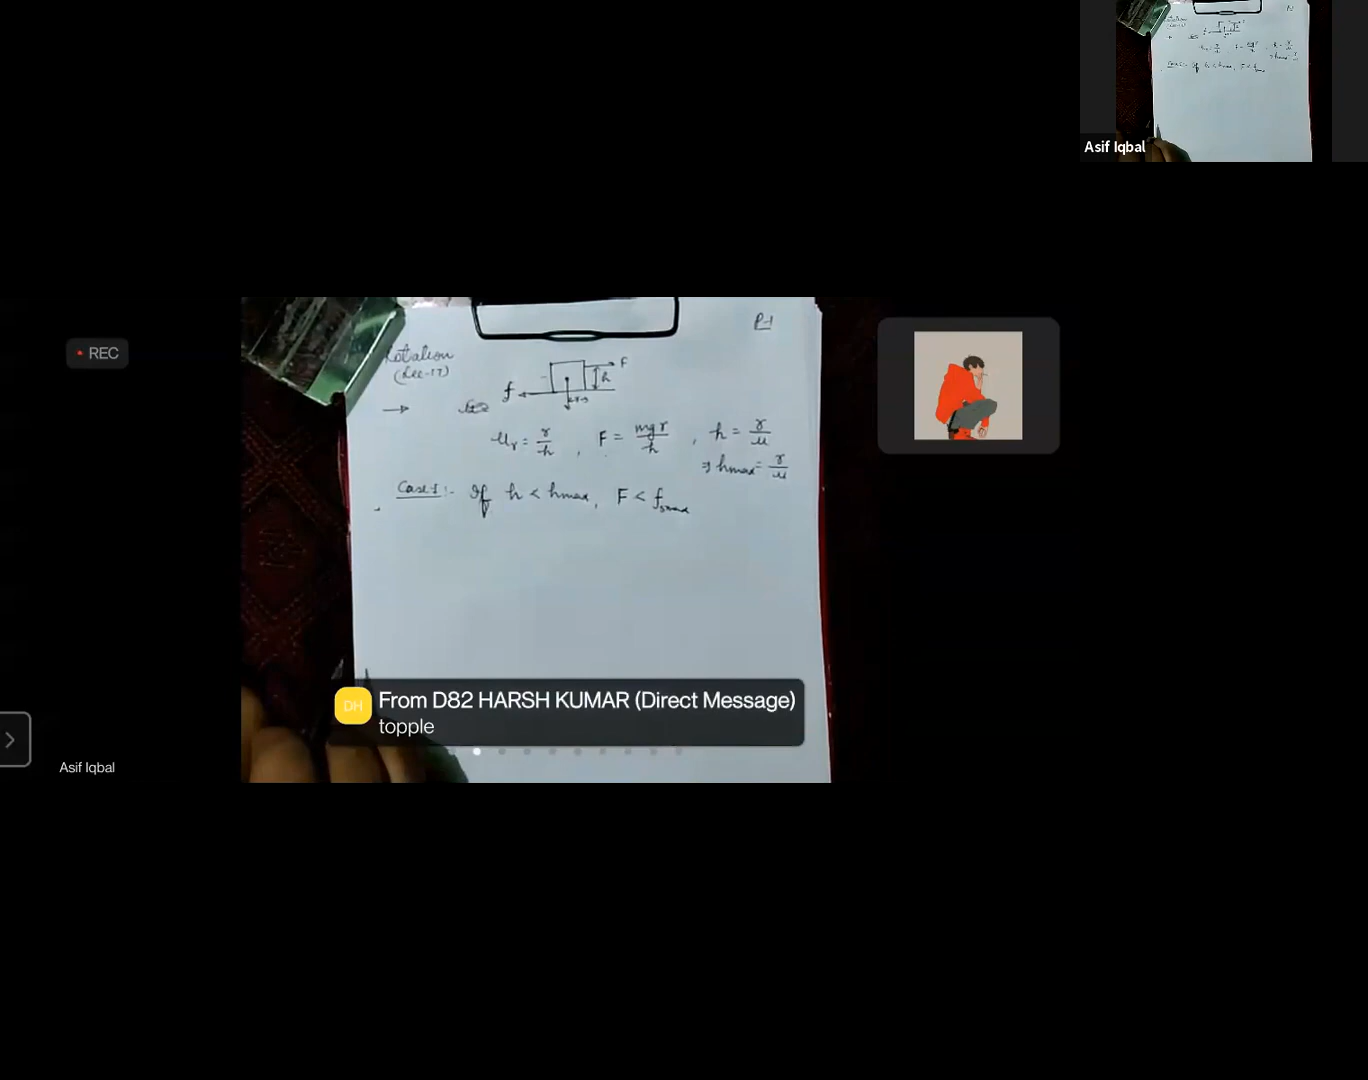 Asif Iqbal
REC
P-1
Rotation
(Lec-17)
F
h
f
→
μr = r/h , F = mgr/h , h = r/μ
⇒ hmax = r/μ
Case-I :- If h < hmax, F < fsmax
DH
From D82 HARSH KUMAR (Direct Message)
topple
Asif Iqbal